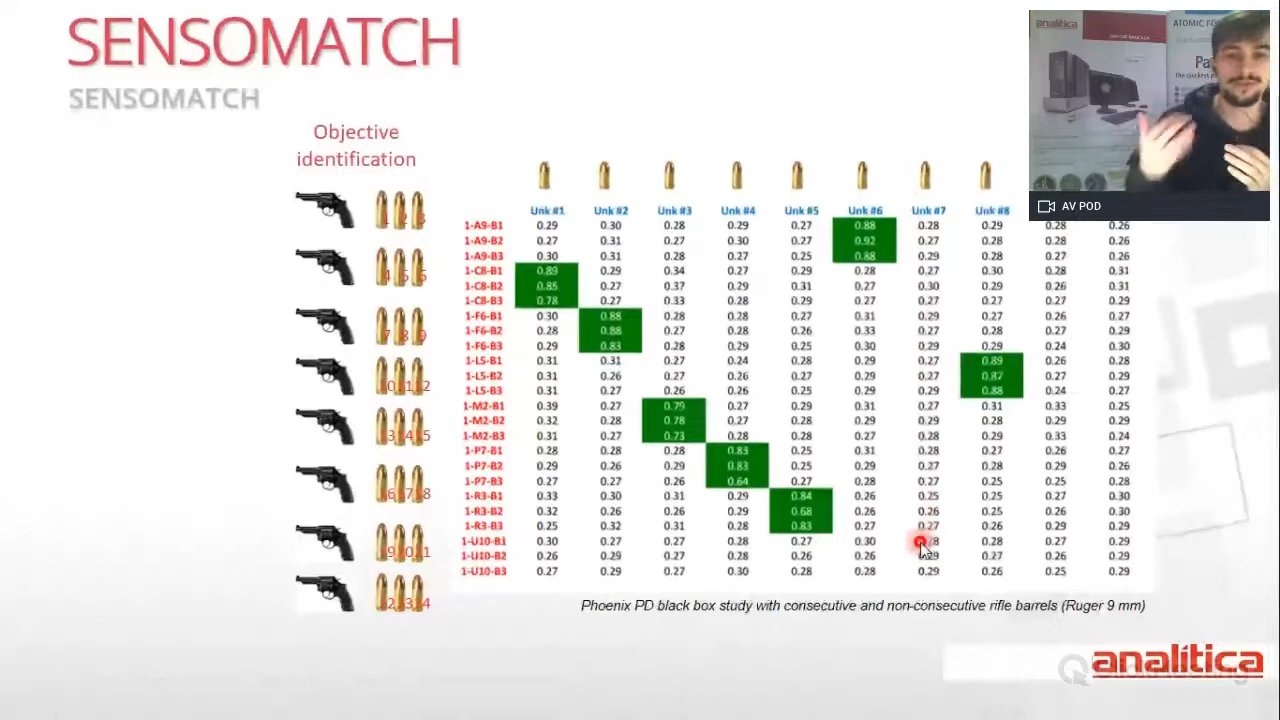 SENSOMATCH
SENSOMATCH
Objective
identification
analítica
ATOMIC FO
AV POD
Unk #1 Unk #2 Unk #3 Unk #4 Unk #5 Unk #6 Unk #7 Unk #8
1-A9-B1 0.29 0.30 0.28 0.29 0.27 0.88 0.28 0.29 0.28 0.26
1-A9-B2 0.27 0.31 0.27 0.30 0.27 0.92 0.27 0.28 0.28 0.26
1-A9-B3 0.30 0.31 0.28 0.27 0.25 0.88 0.29 0.28 0.27 0.26
1-C8-B1 0.89 0.29 0.34 0.27 0.29 0.28 0.27 0.30 0.28 0.31
1-C8-B2 0.85 0.27 0.37 0.29 0.31 0.27 0.30 0.29 0.26 0.31
1-C8-B3 0.78 0.27 0.33 0.28 0.29 0.27 0.27 0.27 0.27 0.29
1-F6-B1 0.30 0.88 0.28 0.28 0.27 0.31 0.29 0.27 0.26 0.27
1-F6-B2 0.28 0.88 0.27 0.28 0.26 0.33 0.27 0.28 0.27 0.29
1-F6-B3 0.29 0.83 0.28 0.29 0.25 0.30 0.29 0.29 0.24 0.30
1-L5-B1 0.31 0.31 0.27 0.24 0.28 0.29 0.27 0.89 0.26 0.28
1-L5-B2 0.31 0.26 0.27 0.26 0.27 0.29 0.27 0.87 0.27 0.29
1-L5-B3 0.31 0.27 0.26 0.26 0.29 0.28 0.27 0.88 0.24 0.27
1-M2-B1 0.39 0.27 0.79 0.27 0.29 0.31 0.27 0.31 0.33 0.25
1-M2-B2 0.32 0.28 0.78 0.27 0.25 0.29 0.29 0.28 0.29 0.29
1-M2-B3 0.31 0.27 0.73 0.28 0.28 0.27 0.28 0.29 0.33 0.24
1-P7-B1 0.28 0.28 0.28 0.83 0.25 0.31 0.28 0.27 0.26 0.27
1-P7-B2 0.29 0.26 0.29 0.83 0.25 0.29 0.27 0.28 0.28 0.29
1-P7-B3 0.27 0.30 0.26 0.64 0.27 0.28 0.27 0.25 0.25 0.28
1-R3-B1 0.33 0.30 0.31 0.29 0.84 0.26 0.25 0.25 0.27 0.30
1-R3-B2 0.32 0.26 0.26 0.29 0.68 0.26 0.26 0.25 0.28 0.30
1-R3-B3 0.25 0.32 0.31 0.28 0.83 0.27 0.27 0.26 0.29 0.29
1-U10-B1 0.30 0.27 0.27 0.28 0.27 0.30 0.28 0.27 0.26
1-U10-B2 0.26 0.29 0.27 0.28 0.26 0.26 0.29 0.27 0.26 0.29
1-U10-B3 0.27 0.29 0.27 0.30 0.28 0.28 0.29 0.26 0.25 0.29
Phoenix PD black box study with consecutive and non-consecutive rifle barrels (Ruger 9 mm)
analítica